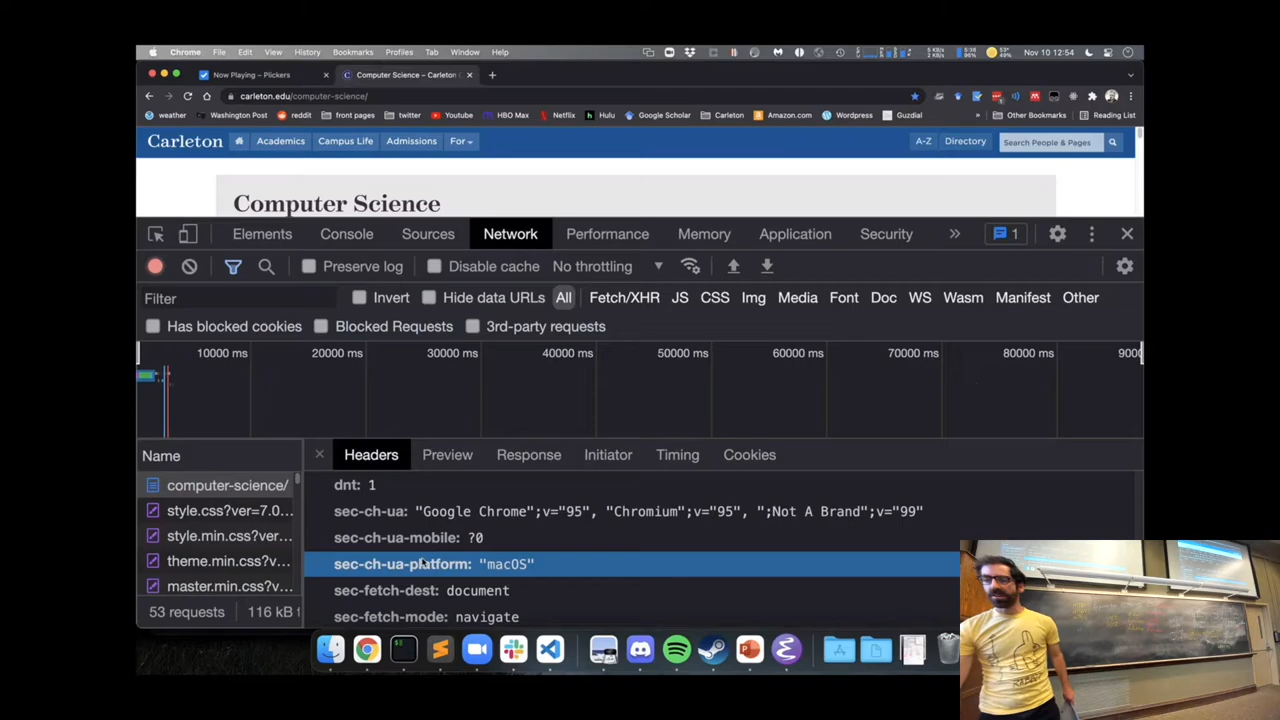 Chrome File Edit View History Bookmarks Profiles Tab Window Help
Nov 10 12:54
Now Playing – Plickers
Computer Science – Carleton
carleton.edu/computer-science/
weather Washington Post reddit front pages twitter Youtube HBO Max Netflix Hulu Google Scholar Carleton Amazon.com Wordpress Guzdial » Other Bookmarks Reading List
Carleton Academics Campus Life Admissions For A-Z Directory Search People & Pages
Computer Science
Elements Console Sources Network Performance Memory Application Security » 1
Preserve log Disable cache No throttling
Filter Invert Hide data URLs All Fetch/XHR JS CSS Img Media Font Doc WS Wasm Manifest Other
Has blocked cookies Blocked Requests 3rd-party requests
10000 ms 20000 ms 30000 ms 40000 ms 50000 ms 60000 ms 70000 ms 80000 ms 9000
Name
× Headers Preview Response Initiator Timing Cookies
computer-science/
style.css?ver=7.0...
style.min.css?ver...
theme.min.css?v...
master.min.css?v...
53 requests 116 kB
dnt: 1
sec-ch-ua: "Google Chrome";v="95", "Chromium";v="95", ";Not A Brand";v="99"
sec-ch-ua-mobile: ?0
sec-ch-ua-platform: "macOS"
sec-fetch-dest: document
sec-fetch-mode: navigate